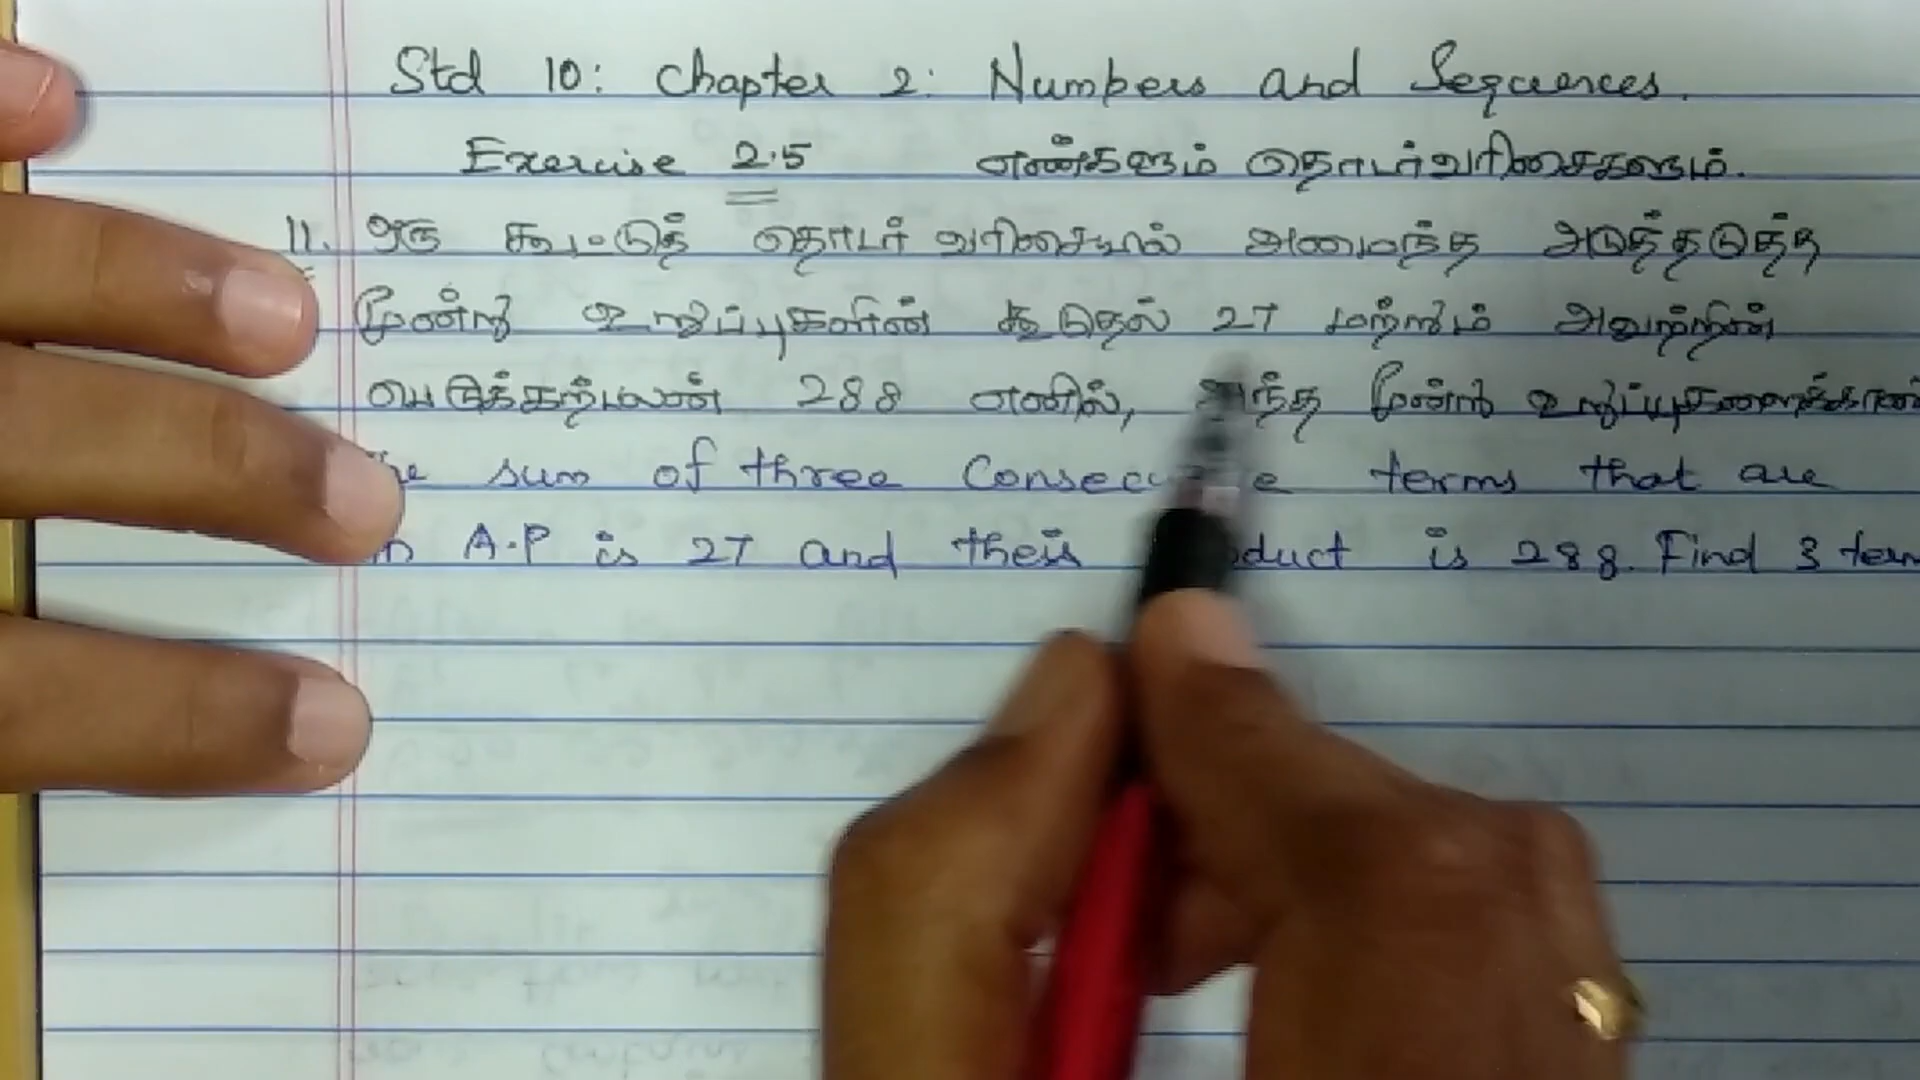 Std 10: Chapter 2: Numbers and Sequences.
Exercise 2.5 எண்களும் தொடர்வரிசைகளும்.
11. ஒரு கூட்டுத் தொடர் வரிசையில் அமைந்த அடுத்தடுத்த
மூன்று உறுப்புகளின் கூடுதல் 27 மற்றும் அவற்றின்
பெருக்கற்பலன் 288 எனில், அந்த மூன்று உறுப்புகளைக்காண்
sum of three terms that are
A.P is 27 and their is 288. Find 3